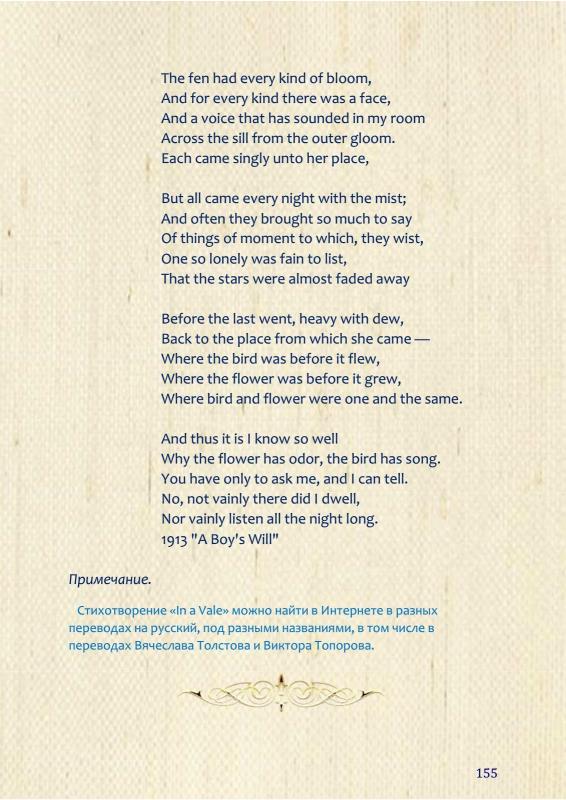 The fen had every kind of bloom,
And for every kind there was a face,
And a voice that has sounded in my room
Across the sill from the outer gloom.
Each came singly unto her place,
But all came every night with the mist;
And often they brought so much to say
Of things of moment to which, they wist,
One so lonely was fain to list,
That the stars were almost faded away
Before the last went, heavy with dew,
Back to the place from which she came —
Where the bird was before it flew,
Where the flower was before it grew,
Where bird and flower were one and the same.
And thus it is I know so well
Why the flower has odor, the bird has song.
You have only to ask me, and I can tell.
No, not vainly there did I dwell,
Nor vainly listen all the night long.
1913 "A Boy's Will"
Примечание.
Стихотворение «In a Vale» можно найти в Интернете в разных
переводах на русский, под разными названиями, в том числе в
переводах Вячеслава Толстова и Виктора Топорова.
155